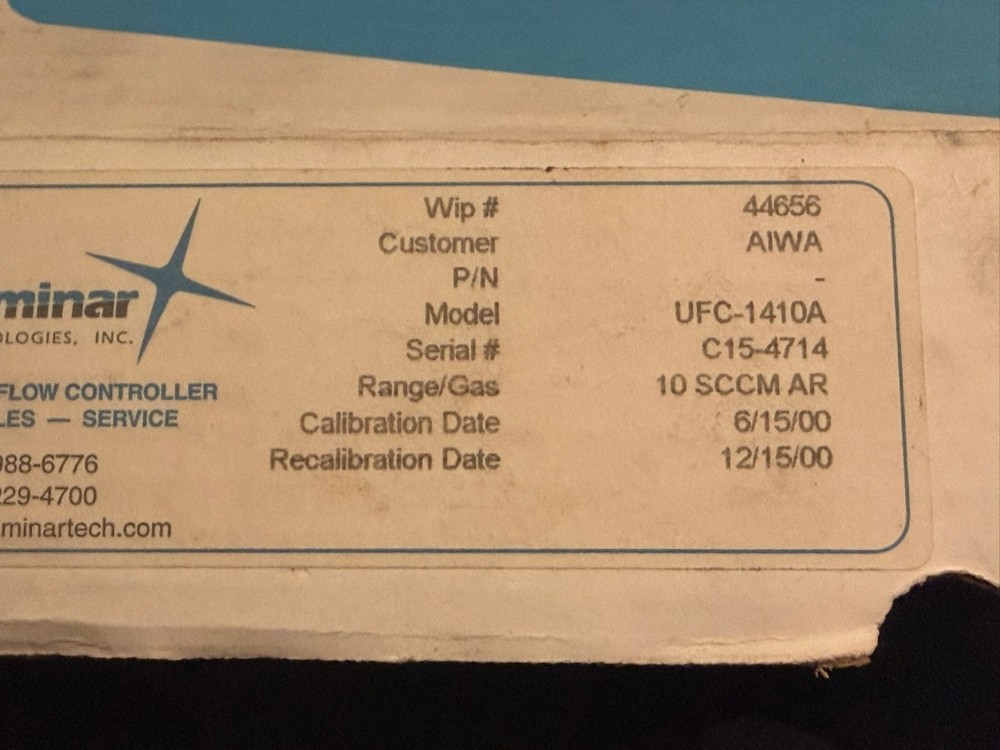 Wip # 44656
Customer AIWA
P/N -
Model UFC-1410A
Serial # C15-4714
Range/Gas 10 SCCM AR
Calibration Date 6/15/00
Recalibration Date 12/15/00
minar
OLOGIES, INC.
FLOW CONTROLLER
LES — SERVICE
988-6776
229-4700
minartech.com